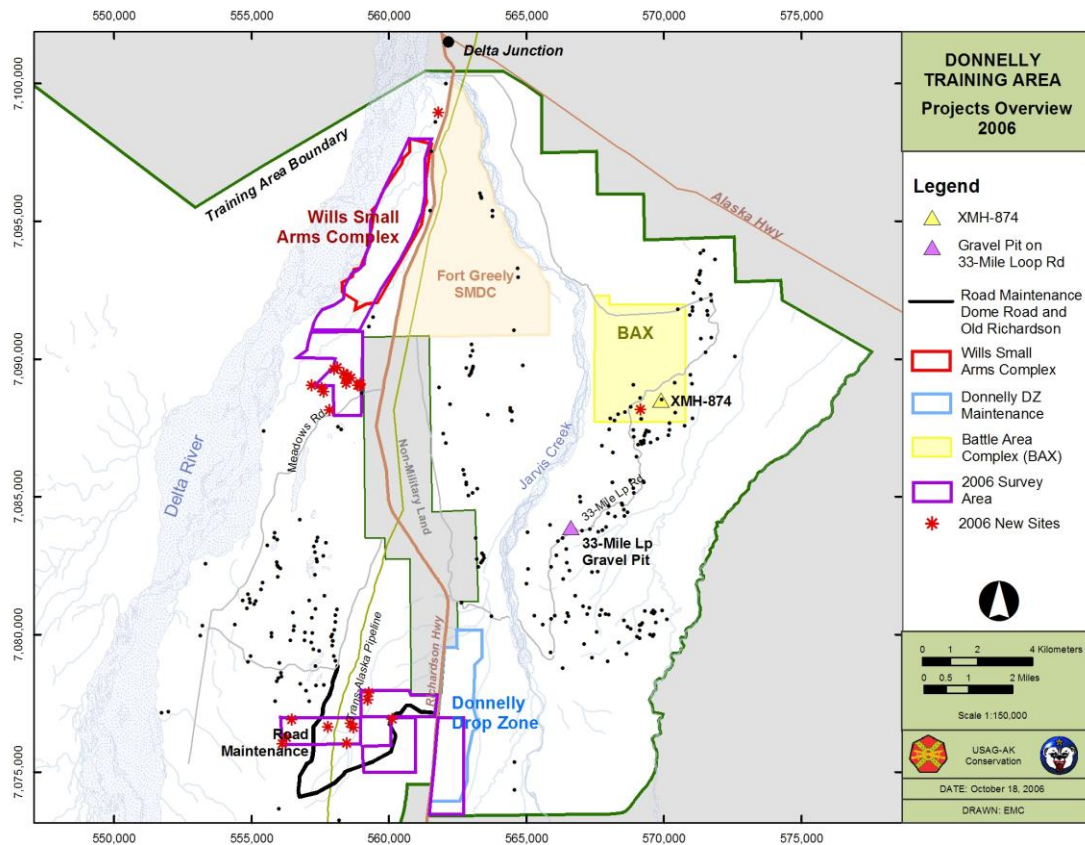 550,000
555,000
560,000
565,000
570,000
575,000
7,100,000
7,095,000
7,090,000
7,085,000
7,080,000
7,075,000
Delta Junction
Training Area Boundary
Alaska Hwy
Wills Small
Arms Complex
Fort Greely
SMDC
BAX
XMH-874
Meadows Rd
Delta River
Non-Military Land
Jarvis Creek
33-Mile Lp Rd
33-Mile Lp
Gravel Pit
Trans-Alaska Pipeline
Richardson Hwy
Donnelly
Drop Zone
Road
Maintenance
550,000
555,000
560,000
565,000
570,000
575,000
DONNELLY
TRAINING AREA
Projects Overview
2006
Legend
XMH-874
Gravel Pit on
33-Mile Loop Rd
Road Maintenance
Dome Road and
Old Richardson
Wills Small
Arms Complex
Donnelly DZ
Maintenance
Battle Area
Complex (BAX)
2006 Survey
Area
2006 New Sites
0 1 2 4 Kilometers
0 0.5 1 2 Miles
Scale 1:150,000
USAG-AK
Conservation
DATE: October 18, 2006
DRAWN: EMC